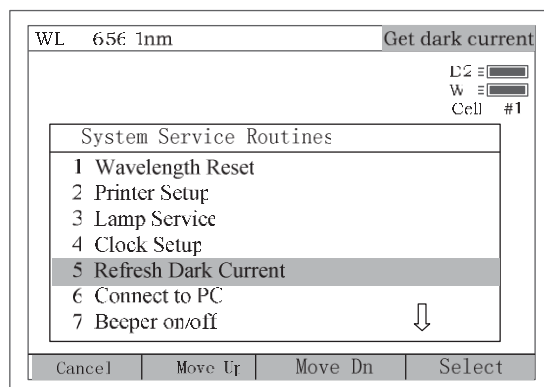 WL 656.1nm Get dark current
D2
W
Cell #1
System Service Routines
1 Wavelength Reset
2 Printer Setup
3 Lamp Service
4 Clock Setup
5 Refresh Dark Current
6 Connect to PC
7 Beeper on/off
Cancel Move Up Move Dn Select